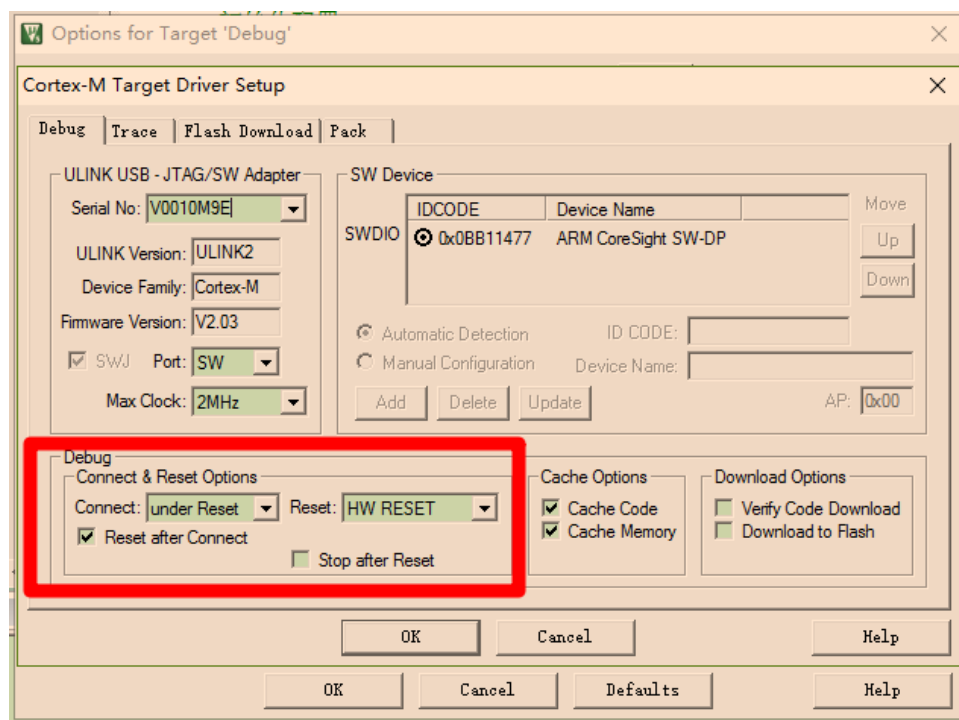 Options for Target 'Debug'
Cortex-M Target Driver Setup
Debug Trace Flash Download Pack
ULINK USB - JTAG/SW Adapter
Serial No: V0010M9E
ULINK Version: ULINK2
Device Family: Cortex-M
Firmware Version: V2.03
SWJ Port: SW
Max Clock: 2MHz
SW Device
IDCODE Device Name
SWDIO 0x0BB11477 ARM CoreSight SW-DP
Move
Up
Down
Automatic Detection ID CODE:
Manual Configuration Device Name:
Add Delete Update AP: 0x00
Debug
Connect & Reset Options
Connect: under Reset Reset: HW RESET
Reset after Connect
Stop after Reset
Cache Options
Cache Code
Cache Memory
Download Options
Verify Code Download
Download to Flash
OK Cancel Help
OK Cancel Defaults Help